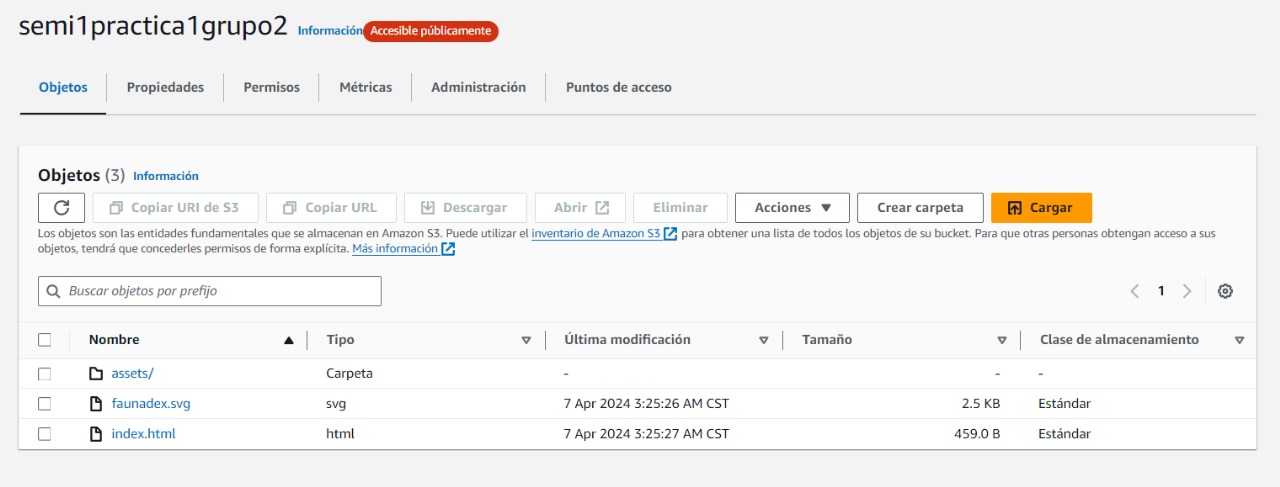 semi1practica1grupo2 Información Accesible públicamente
Objetos Propiedades Permisos Métricas Administración Puntos de acceso
Objetos (3) Información
Copiar URI de S3 Copiar URL Descargar Abrir Eliminar Acciones Crear carpeta Cargar
Los objetos son las entidades fundamentales que se almacenan en Amazon S3. Puede utilizar el inventario de Amazon S3 para obtener una lista de todos los objetos de su bucket. Para que otras personas obtengan acceso a sus
objetos, tendrá que concederles permisos de forma explícita. Más información
Buscar objetos por prefijo 1
Nombre Tipo Última modificación Tamaño Clase de almacenamiento
assets/ Carpeta - - -
faunadex.svg svg 7 Apr 2024 3:25:26 AM CST 2.5 KB Estándar
index.html html 7 Apr 2024 3:25:27 AM CST 459.0 B Estándar